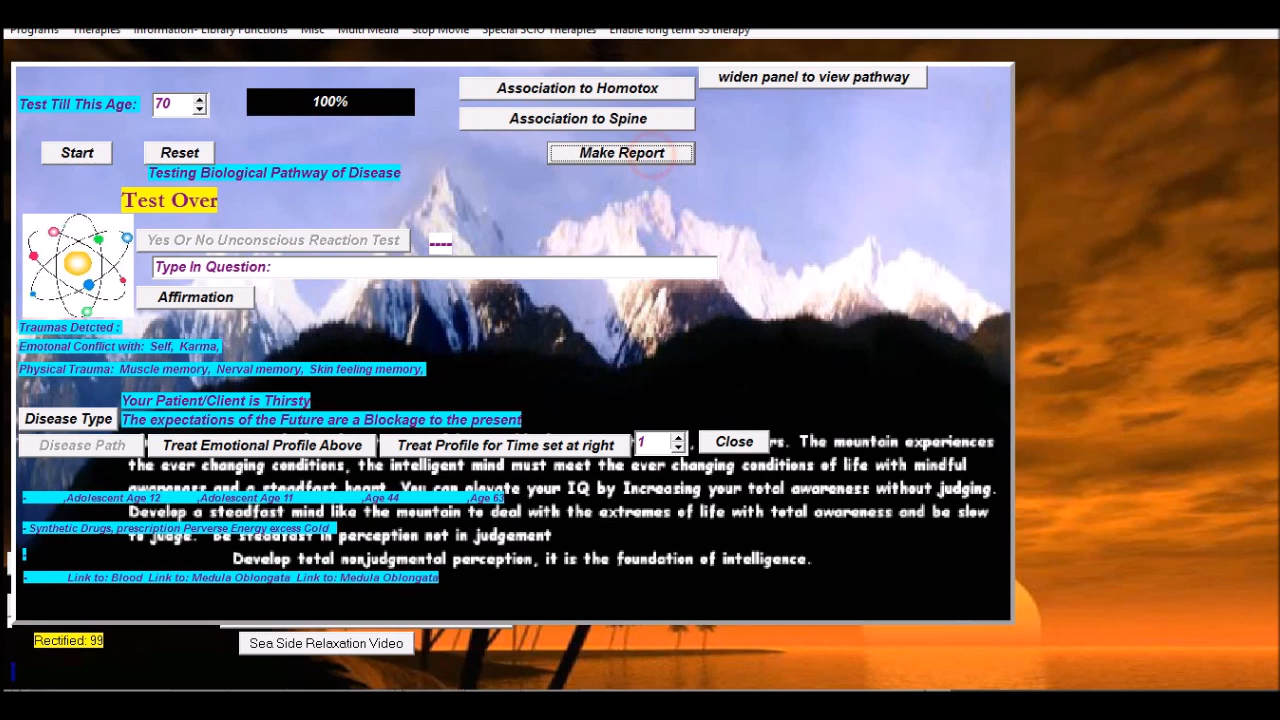 Programs Therapies Information- Library Functions Misc Multi Media Stop Movie Special SCIO Therapies Enable long term SS therapy
widen panel to view pathway
Association to Homotox
Test Till This Age: 70 100%
Association to Spine
Start Reset Make Report
Testing Biological Pathway of Disease
Test Over
Yes Or No Unconscious Reaction Test ----
Type In Question:
Affirmation
Traumas Detcted :
Emotonal Conflict with: Self, Karma,
Physical Trauma: Muscle memory, Nerval memory, Skin feeling memory,
Your Patient/Client is Thirsty
Disease Type The expectations of the Future are a Blockage to the present
Disease Path Treat Emotional Profile Above Treat Profile for Time set at right 1 Close
rs. The mountain experiences
the ever changing conditions, the intelligent mind must meet the ever changing conditions of life with mindful
awareness and a steadfast heart. You can elevate your IQ by Increasing your total awareness without judging.
- ,Adolescent Age 12 ,Adolescent Age 11 ,Age 44 ,Age 63
Develop a steadfast mind like the mountain to deal with the extremes of life with total awareness and be slow
- Synthetic Drugs, prescription Perverse Energy excess Cold
to judge. Be steadfast in perception not in judgement
Develop total nonjudgmental perception, it is the foundation of intelligence.
- Link to: Blood Link to: Medula Oblongata Link to: Medula Oblongata
Rectified: 99
Sea Side Relaxation Video